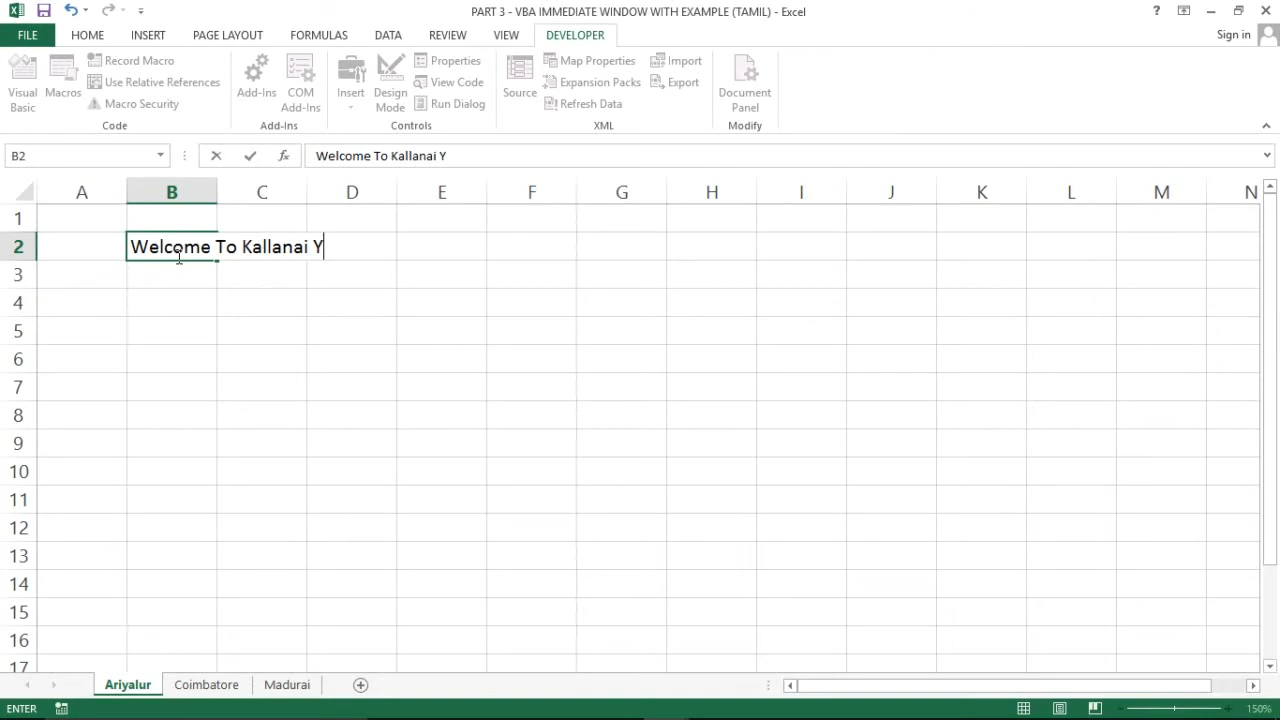 PART 3 - VBA IMMEDIATE WINDOW WITH EXAMPLE (TAMIL) - Excel
?
FILE HOME INSERT PAGE LAYOUT FORMULAS DATA REVIEW VIEW DEVELOPER Sign in
Visual Basic
Macros
Record Macro
Use Relative References
Macro Security
Code
Add-Ins
COM Add-Ins
Add-Ins
Insert
Design Mode
Properties
View Code
Run Dialog
Controls
Source
Map Properties
Expansion Packs
Refresh Data
Import
Export
XML
Document Panel
Modify
B2 fx Welcome To Kallanai Y
A B C D E F G H I J K L M N
1
2 Welcome To Kallanai Y
3
4
5
6
7
8
9
10
11
12
13
14
15
16
17
Ariyalur Coimbatore Madurai
ENTER 150%